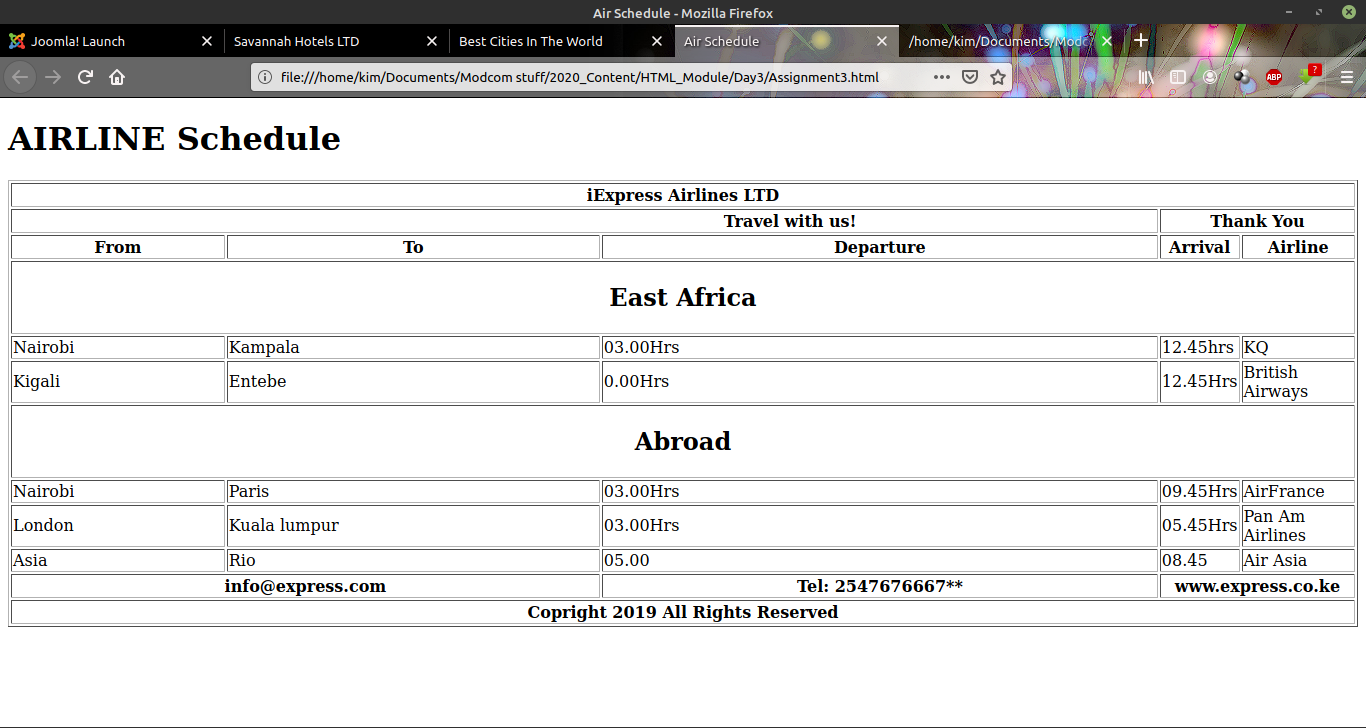 Air Schedule - Mozilla Firefox
Joomla! Launch Savannah Hotels LTD Best Cities In The World Air Schedule /home/kim/Documents/Modc
file:///home/kim/Documents/Modcom stuff/2020_Content/HTML_Module/Day3/Assignment3.html ABP ?
AIRLINE Schedule
iExpress Airlines LTD
Travel with us! Thank You
From To Departure Arrival Airline
East Africa
Nairobi Kampala 03.00Hrs 12.45hrs KQ
Kigali Entebe 0.00Hrs 12.45Hrs British
Airways
Abroad
Nairobi Paris 03.00Hrs 09.45Hrs AirFrance
London Kuala lumpur 03.00Hrs 05.45Hrs Pan Am
Airlines
Asia Rio 05.00 08.45 Air Asia
info@express.com Tel: 2547676667** www.express.co.ke
Copright 2019 All Rights Reserved